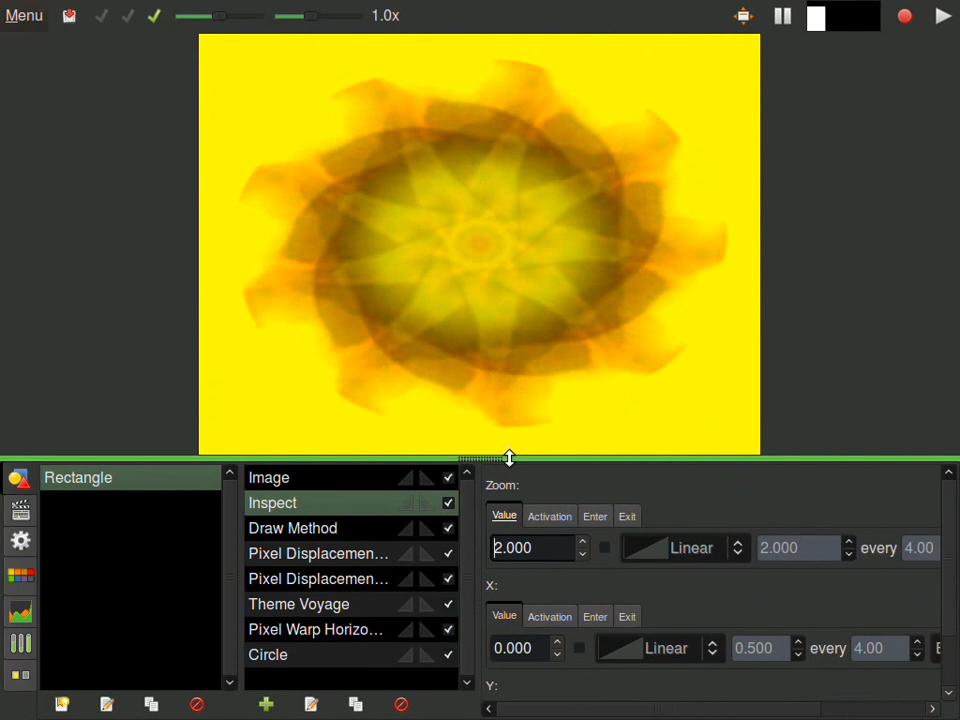 Menu
1.0x
Rectangle
Image
Inspect
Draw Method
Pixel Displacemen...
Pixel Displacemen...
Theme Voyage
Pixel Warp Horizo...
Circle
Zoom:
Value Activation Enter Exit
2.000 Linear 2.000 every 4.00
X:
Value Activation Enter Exit
0.000 Linear 0.500 every 4.00
Y: